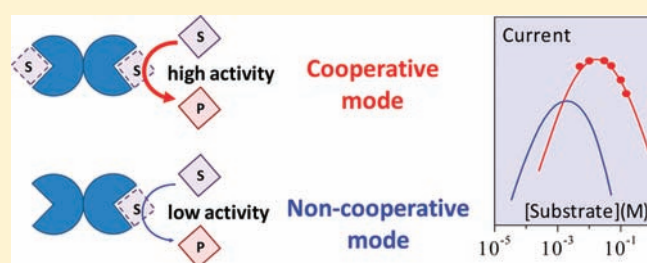 S
S
S
high activity
P
Cooperative
mode
S
S
low activity
P
Non-cooperative
mode
Current
[Substrate](M)
10⁻⁵ 10⁻³ 10⁻¹